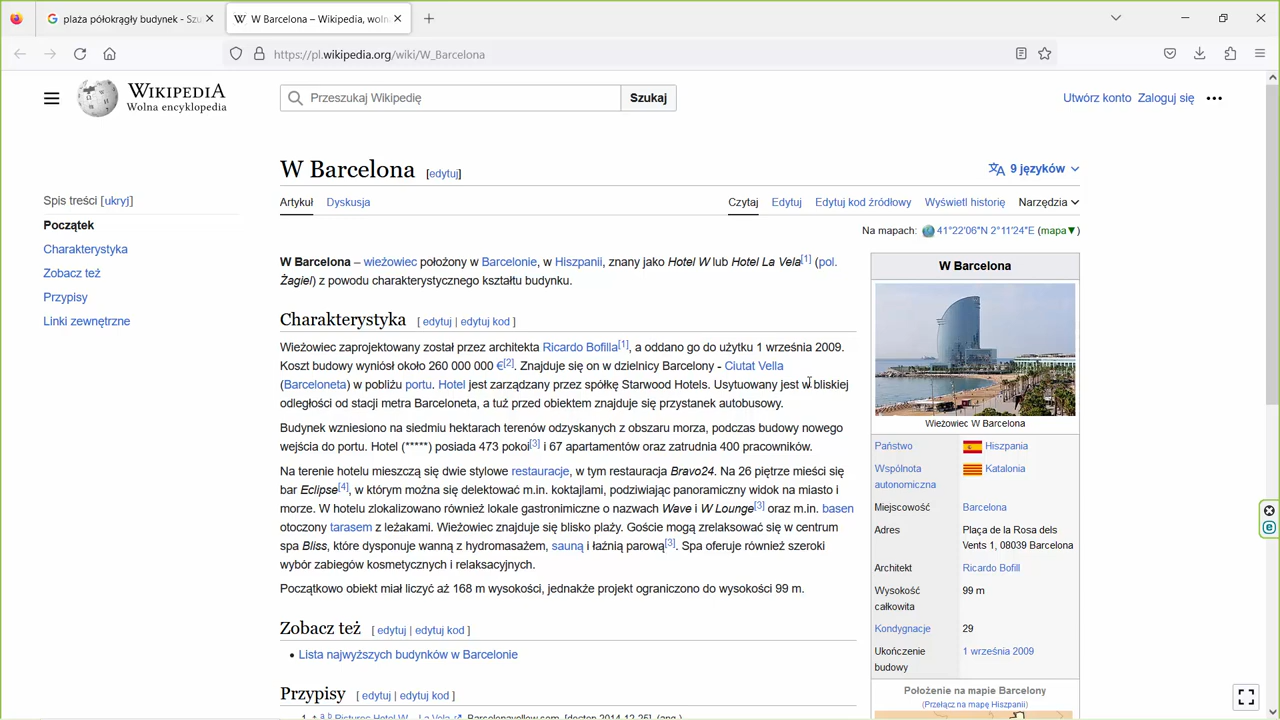 plaża półokrągły budynek - Szu
W Barcelona – Wikipedia, woln
https://pl.wikipedia.org/wiki/W_Barcelona
WIKIPEDIA
Wolna encyklopedia
Przeszukaj Wikipedię
Szukaj
Utwórz konto Zaloguj się
Spis treści [ukryj]
Początek
Charakterystyka
Zobacz też
Przypisy
Linki zewnętrzne
W Barcelona [edytuj]
9 języków
Artykuł Dyskusja Czytaj Edytuj Edytuj kod źródłowy Wyświetl historię Narzędzia
Na mapach: 41°22′06″N 2°11′24″E (mapa▼)
W Barcelona – wieżowiec położony w Barcelonie, w Hiszpanii, znany jako Hotel W lub Hotel La Vela[1] (pol.
Żagiel) z powodu charakterystycznego kształtu budynku.
Charakterystyka [ edytuj | edytuj kod ]
Wieżowiec zaprojektowany został przez architekta Ricardo Bofilla[1], a oddano go do użytku 1 września 2009.
Koszt budowy wyniósł około 260 000 000 €[2]. Znajduje się on w dzielnicy Barcelony - Ciutat Vella
(Barceloneta) w pobliżu portu. Hotel jest zarządzany przez spółkę Starwood Hotels. Usytuowany jest w bliskiej
odległości od stacji metra Barceloneta, a tuż przed obiektem znajduje się przystanek autobusowy.
Budynek wzniesiono na siedmiu hektarach terenów odzyskanych z obszaru morza, podczas budowy nowego
wejścia do portu. Hotel (*****) posiada 473 pokoi[3] i 67 apartamentów oraz zatrudnia 400 pracowników.
Na terenie hotelu mieszczą się dwie stylowe restauracje, w tym restauracja Bravo24. Na 26 piętrze mieści się
bar Eclipse[4], w którym można się delektować m.in. koktajlami, podziwiając panoramiczny widok na miasto i
morze. W hotelu zlokalizowano również lokale gastronomiczne o nazwach Wave i W Lounge[3] oraz m.in. basen
otoczony tarasem z leżakami. Wieżowiec znajduje się blisko plaży. Goście mogą zrelaksować się w centrum
spa Bliss, które dysponuje wanną z hydromasażem, sauną i łaźnią parową[3]. Spa oferuje również szeroki
wybór zabiegów kosmetycznych i relaksacyjnych.
Początkowo obiekt miał liczyć aż 168 m wysokości, jednakże projekt ograniczono do wysokości 99 m.
Zobacz też [ edytuj | edytuj kod ]
• Lista najwyższych budynków w Barcelonie
Przypisy [ edytuj | edytuj kod ]
1. ↑ a b Pictures Hotel W – La Vela. Barcelonayellow.com. [dostęp 2014-12-25]. (ang.)
W Barcelona
Wieżowiec W Barcelona
Państwo Hiszpania
Wspólnota autonomiczna Katalonia
Miejscowość Barcelona
Adres Plaça de la Rosa dels
Vents 1, 08039 Barcelona
Architekt Ricardo Bofill
Wysokość całkowita 99 m
Kondygnacje 29
Ukończenie budowy 1 września 2009
Położenie na mapie Barcelony
(Przełącz na mapę Hiszpanii)